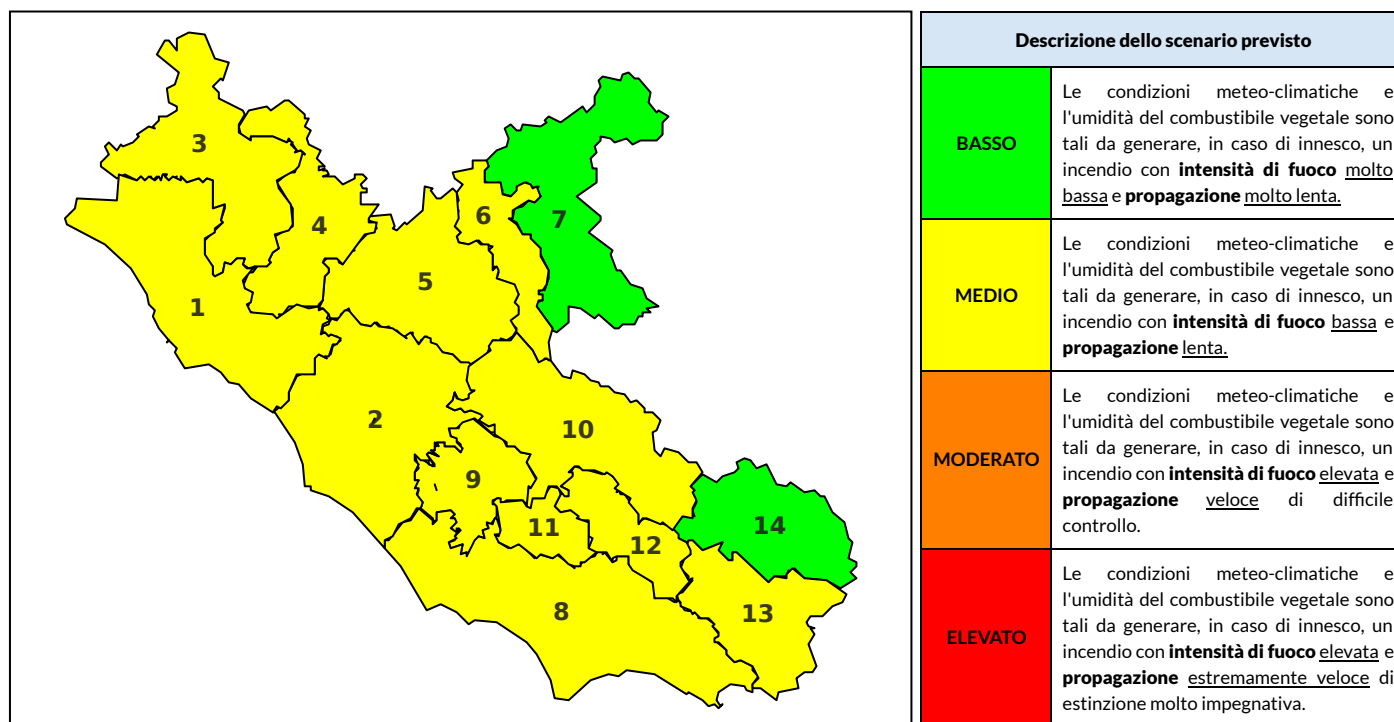 3
4
6
7
5
1
2
10
9
11
12
14
8
13
Descrizione dello scenario previsto
BASSO
Le condizioni meteo-climatiche e
l'umidità del combustibile vegetale sono
tali da generare, in caso di innesco, un
incendio con intensità di fuoco molto
bassa e propagazione molto lenta.
MEDIO
Le condizioni meteo-climatiche e
l'umidità del combustibile vegetale sono
tali da generare, in caso di innesco, un
incendio con intensità di fuoco bassa e
propagazione lenta.
MODERATO
Le condizioni meteo-climatiche e
l'umidità del combustibile vegetale sono
tali da generare, in caso di innesco, un
incendio con intensità di fuoco elevata e
propagazione veloce di difficile
controllo.
ELEVATO
Le condizioni meteo-climatiche e
l'umidità del combustibile vegetale sono
tali da generare, in caso di innesco, un
incendio con intensità di fuoco elevata e
propagazione estremamente veloce di
estinzione molto impegnativa.